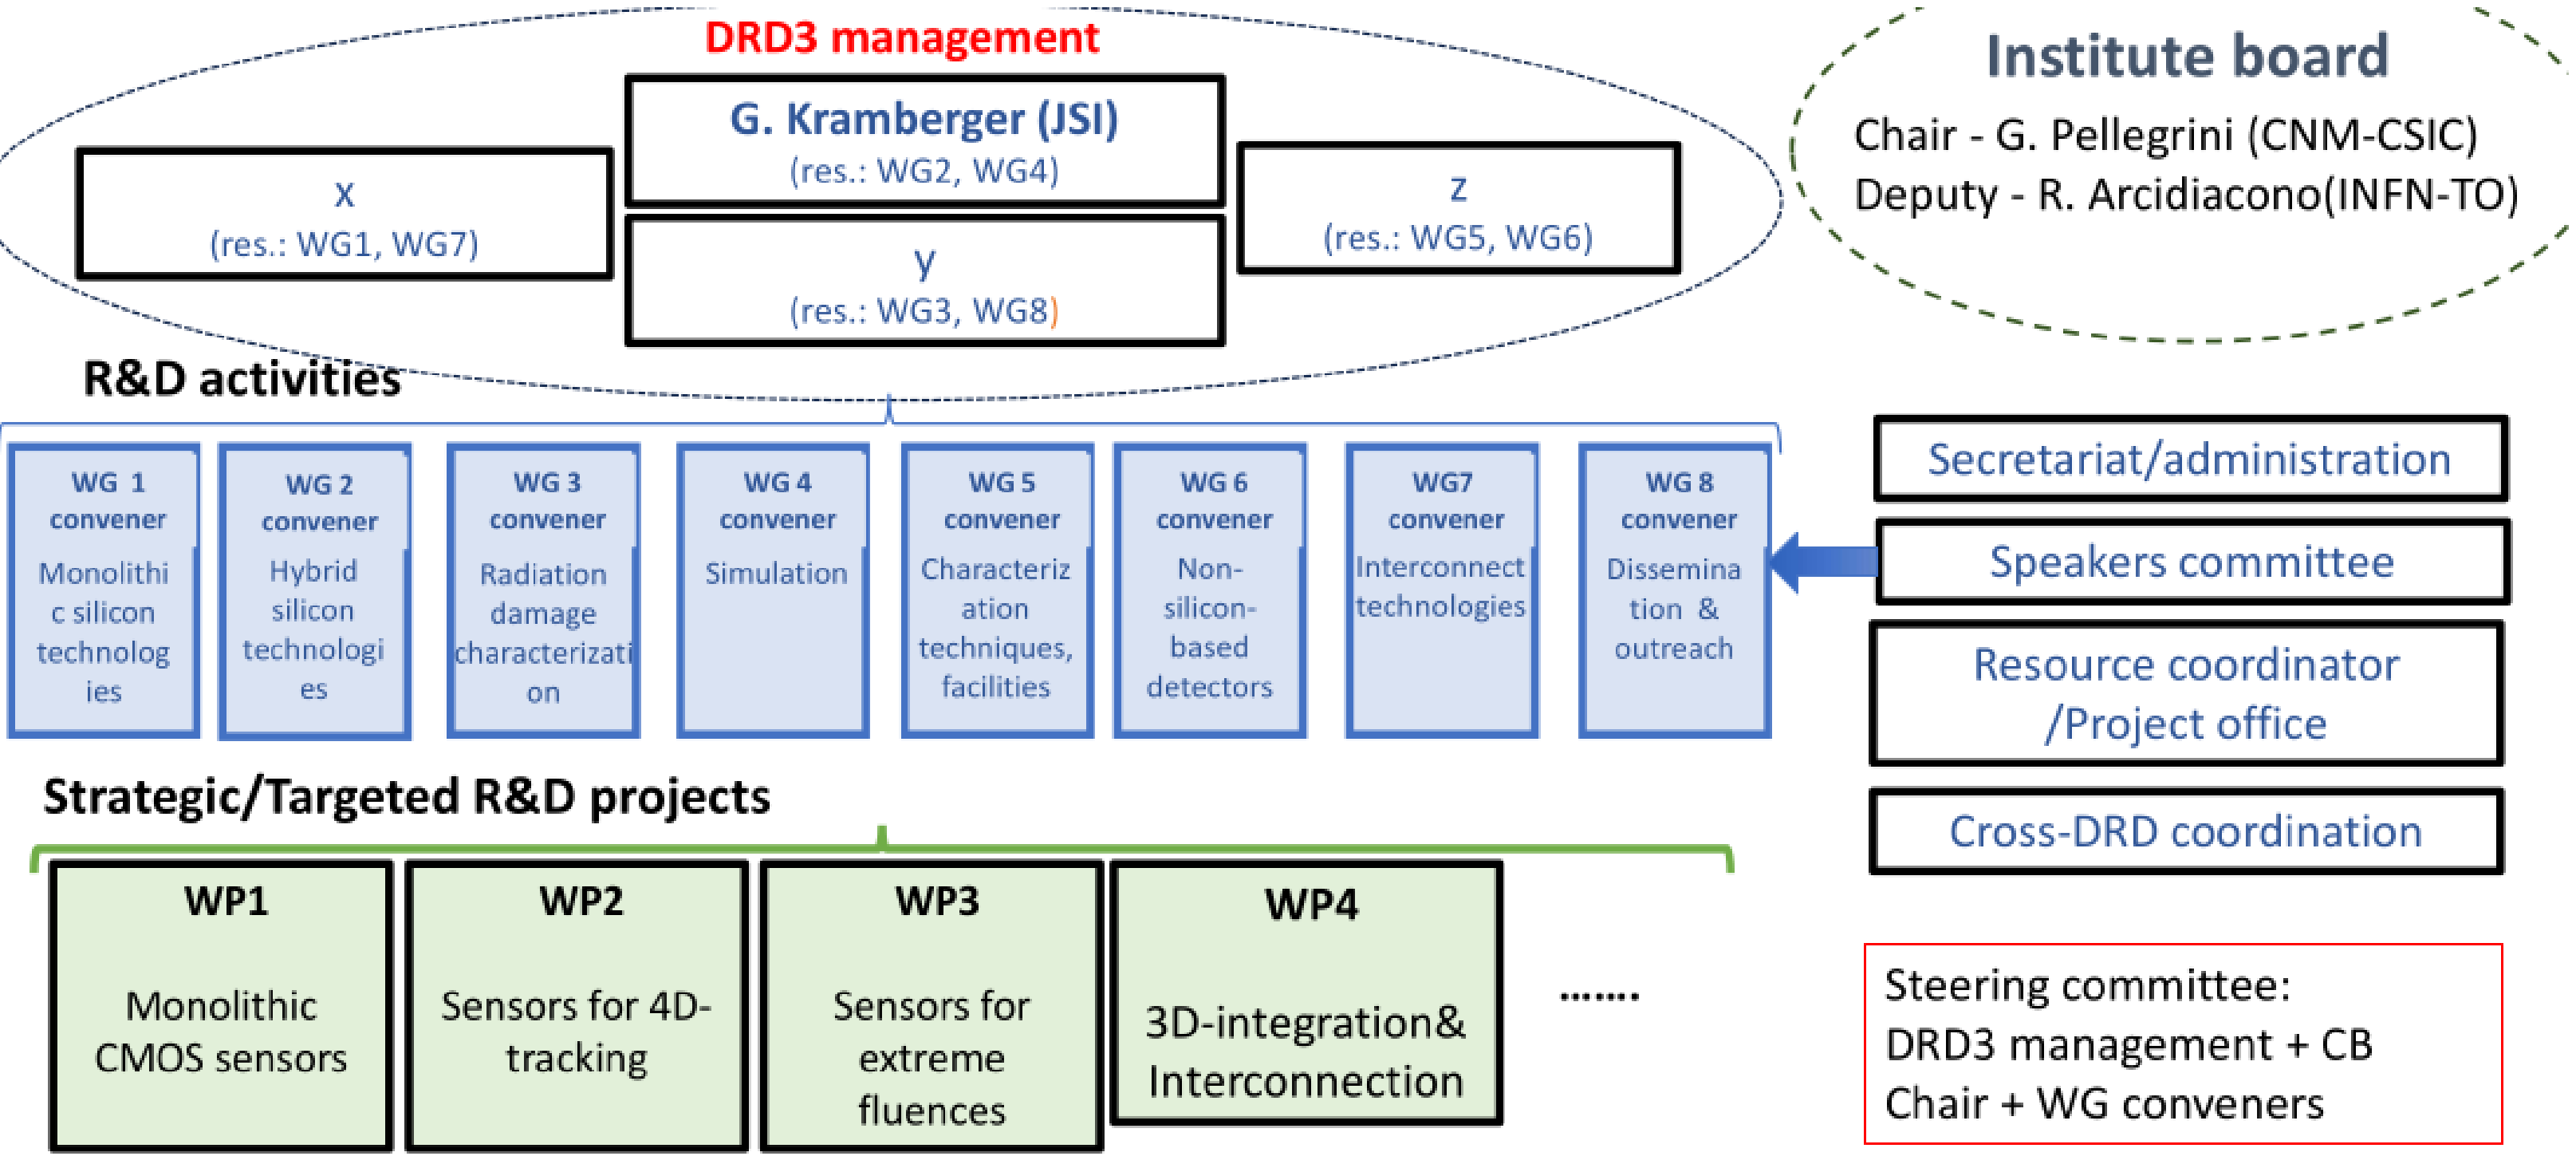 DRD3 management
G. Kramberger (JSI)
(res.: WG2, WG4)
x
(res.: WG1, WG7)
y
(res.: WG3, WG8)
z
(res.: WG5, WG6)
Institute board
Chair - G. Pellegrini (CNM-CSIC)
Deputy - R. Arcidiacono(INFN-TO)
R&D activities
WG 1
convener
Monolithi
c silicon
technolog
ies
WG 2
convener
Hybrid
silicon
technologi
es
WG 3
convener
Radiation
damage
characterizati
on
WG 4
convener
Simulation
WG 5
convener
Characteriz
ation
techniques,
facilities
WG 6
convener
Non-
silicon-
based
detectors
WG7
convener
Interconnect
technologies
WG 8
convener
Dissemina
tion &
outreach
Secretariat/administration
Speakers committee
Resource coordinator
/Project office
Cross-DRD coordination
Strategic/Targeted R&D projects
WP1
Monolithic
CMOS sensors
WP2
Sensors for 4D-
tracking
WP3
Sensors for
extreme
fluences
WP4
3D-integration&
Interconnection
.......
Steering committee:
DRD3 management + CB
Chair + WG conveners